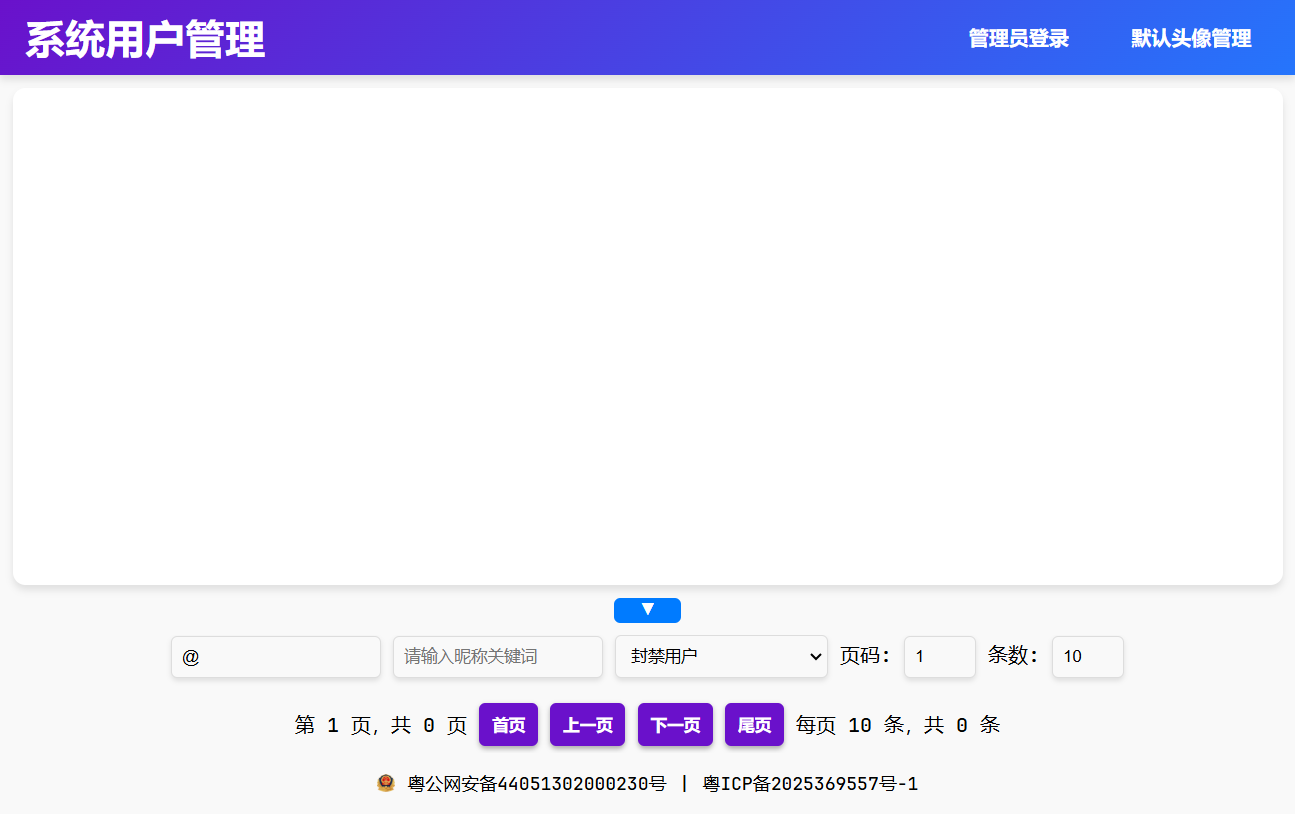 系统用户管理 管理员登录 默认头像管理
▼
@ 请输入昵称关键词 封禁用户 页码: 1 条数: 10
第 1 页, 共 0 页 首页 上一页 下一页 尾页 每页 10 条, 共 0 条
粤公网安备44051302000230号 | 粤ICP备2025369557号-1